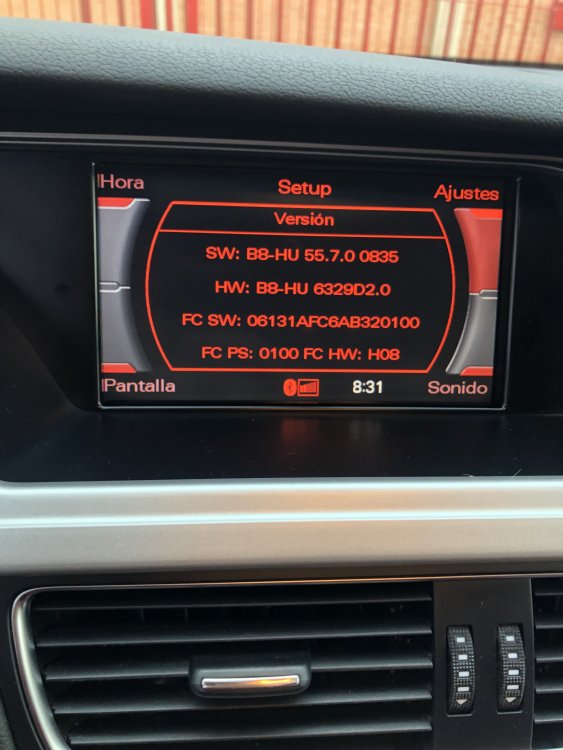 Hora
Setup
Ajustes
Versión
SW: B8-HU 55.7.0 0835
HW: B8-HU 6329D2.0
FC SW: 06131AFC6AB320100
FC PS: 0100 FC HW: H08
Pantalla
8:31
Sonido